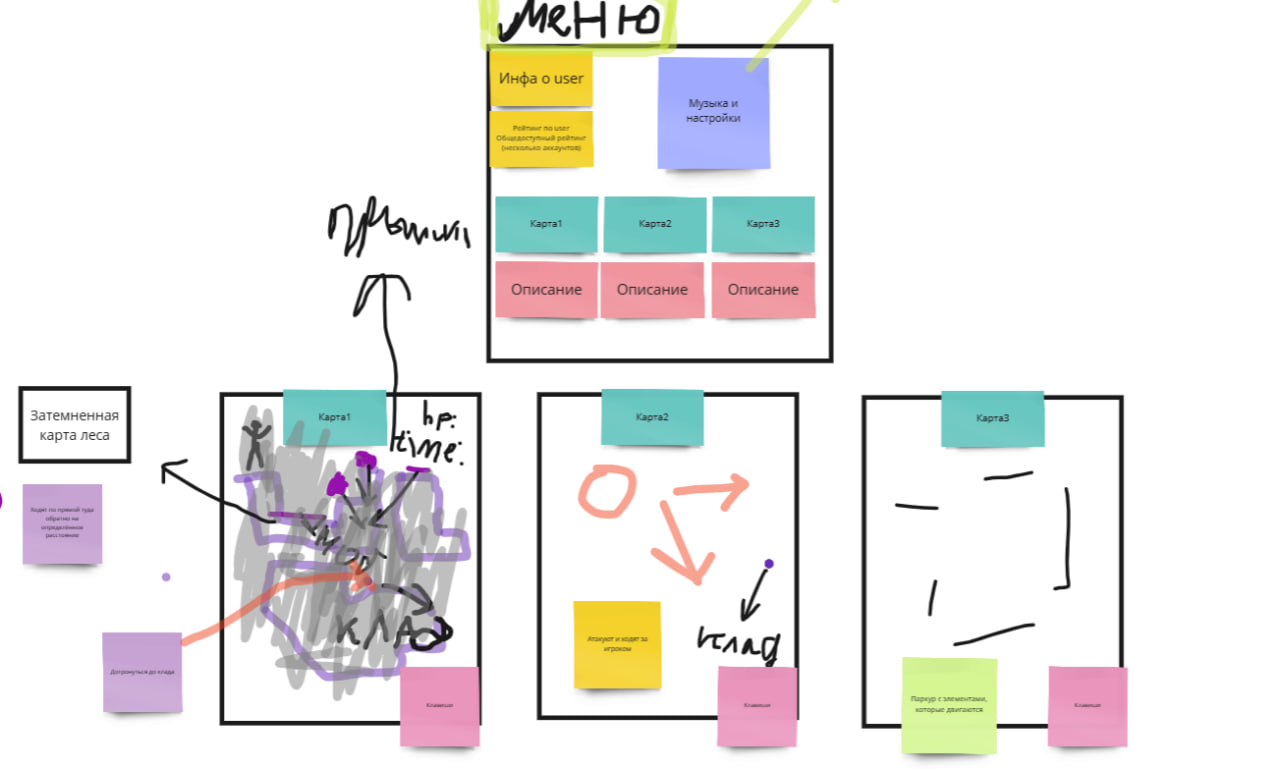 меню
Инфа о user
Рейтинг по user
Общедоступный рейтинг
(несколько аккаунтов)
Музыка и
настройки
Карта1
Карта2
Карта3
Описание
Описание
Описание
Затемненная
карта леса
Ходят по прямой туда
обратно на
определённое
расстояние
Дотронуться до клада
Карта1
hp:
time:
КЛАД
Клавиши
Карта2
Атакуют и ходят за
игроком
клад
Клавиши
Карта3
Паркур с элементами,
которые двигаются
Клавиши